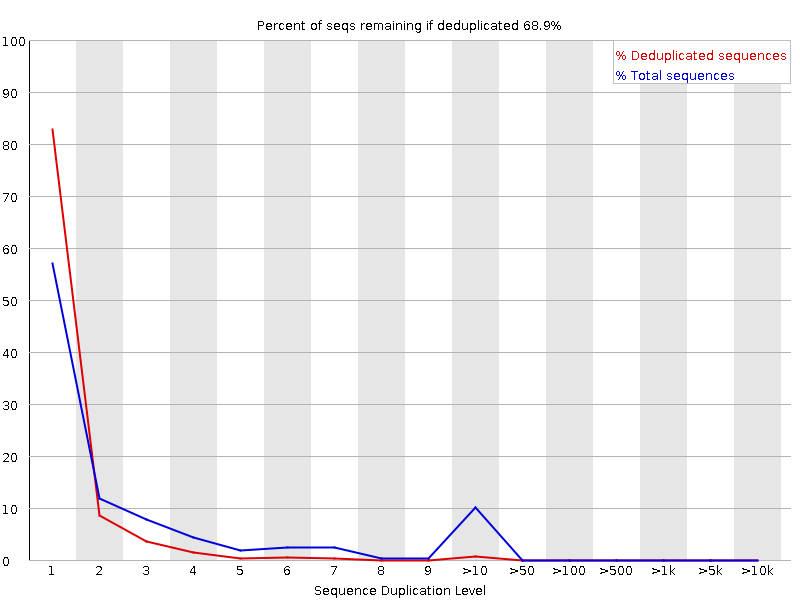 Percent of seqs remaining if deduplicated 68.9%
% Deduplicated sequences
% Total sequences
100
90
80
70
60
50
40
30
20
10
0
1 2 3 4 5 6 7 8 9 >10 >50 >100 >500 >1k >5k >10k
Sequence Duplication Level